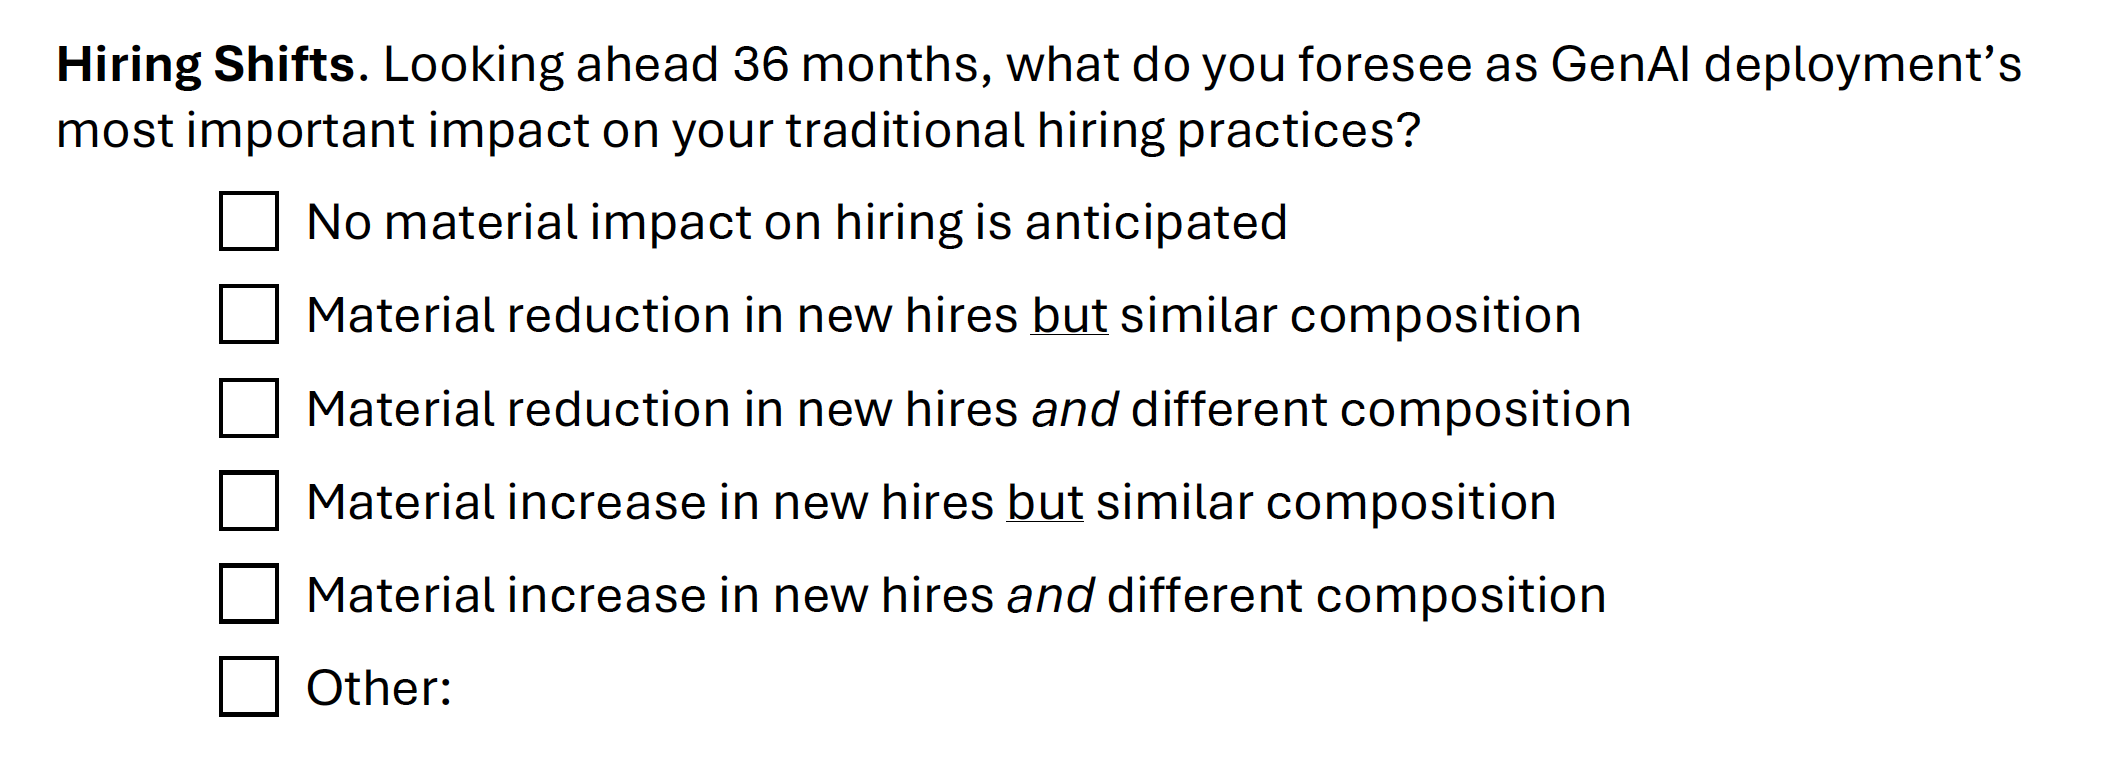 Hiring Shifts. Looking ahead 36 months, what do you foresee as GenAI deployment’s
most important impact on your traditional hiring practices?
No material impact on hiring is anticipated
Material reduction in new hires but similar composition
Material reduction in new hires and different composition
Material increase in new hires but similar composition
Material increase in new hires and different composition
Other: